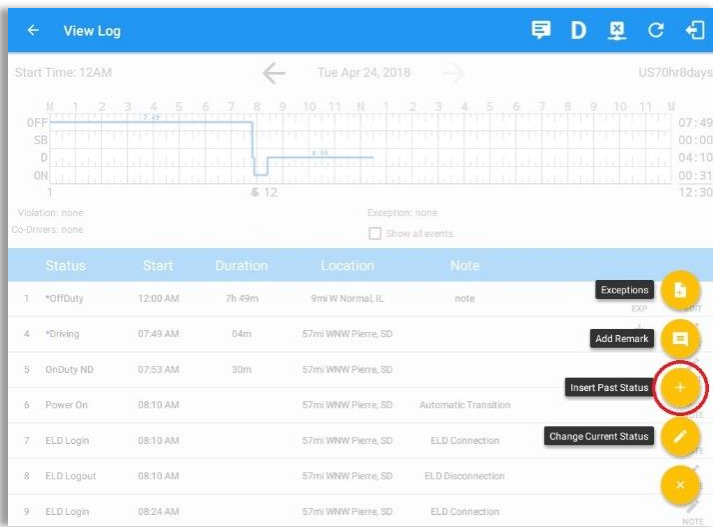 View Log
D
Start Time: 12AM
Tue Apr 24, 2018
US70hr8days
M 1 2 3 4 5 6 7 8 9 10 11 N 1 2 3 4 5 6 7 8 9 10 11 M
OFF 7:49 07:49
SB 00:00
D 04:10
ON 00:31
1 12 12:30
Violation: none
Exception: none
Co-Drivers: none
Show all events
Status Start Duration Location Note
1 *OffDuty 12:00 AM 7h 49m 9mi W Normal, IL note
Exceptions
EXP
4 *Driving 07:49 AM 04m 57mi WNW Pierre, SD
Add Remark
5 OnDuty ND 07:53 AM 30m 57mi WNW Pierre, SD
Insert Past Status
6 Power On 08:10 AM 57mi WNW Pierre, SD Automatic Transition
7 ELD Login 08:10 AM 57mi WNW Pierre, SD ELD Connection
Change Current Status
8 ELD Logout 08:10 AM 57mi WNW Pierre, SD ELD Disconnection
9 ELD Login 08:24 AM 57mi WNW Pierre, SD ELD Connection
NOTE